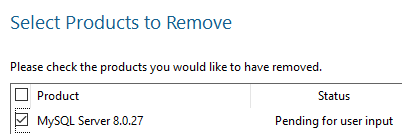 Select Products to Remove
Please check the products you would like to have removed.
Product Status
MySQL Server 8.0.27 Pending for user input